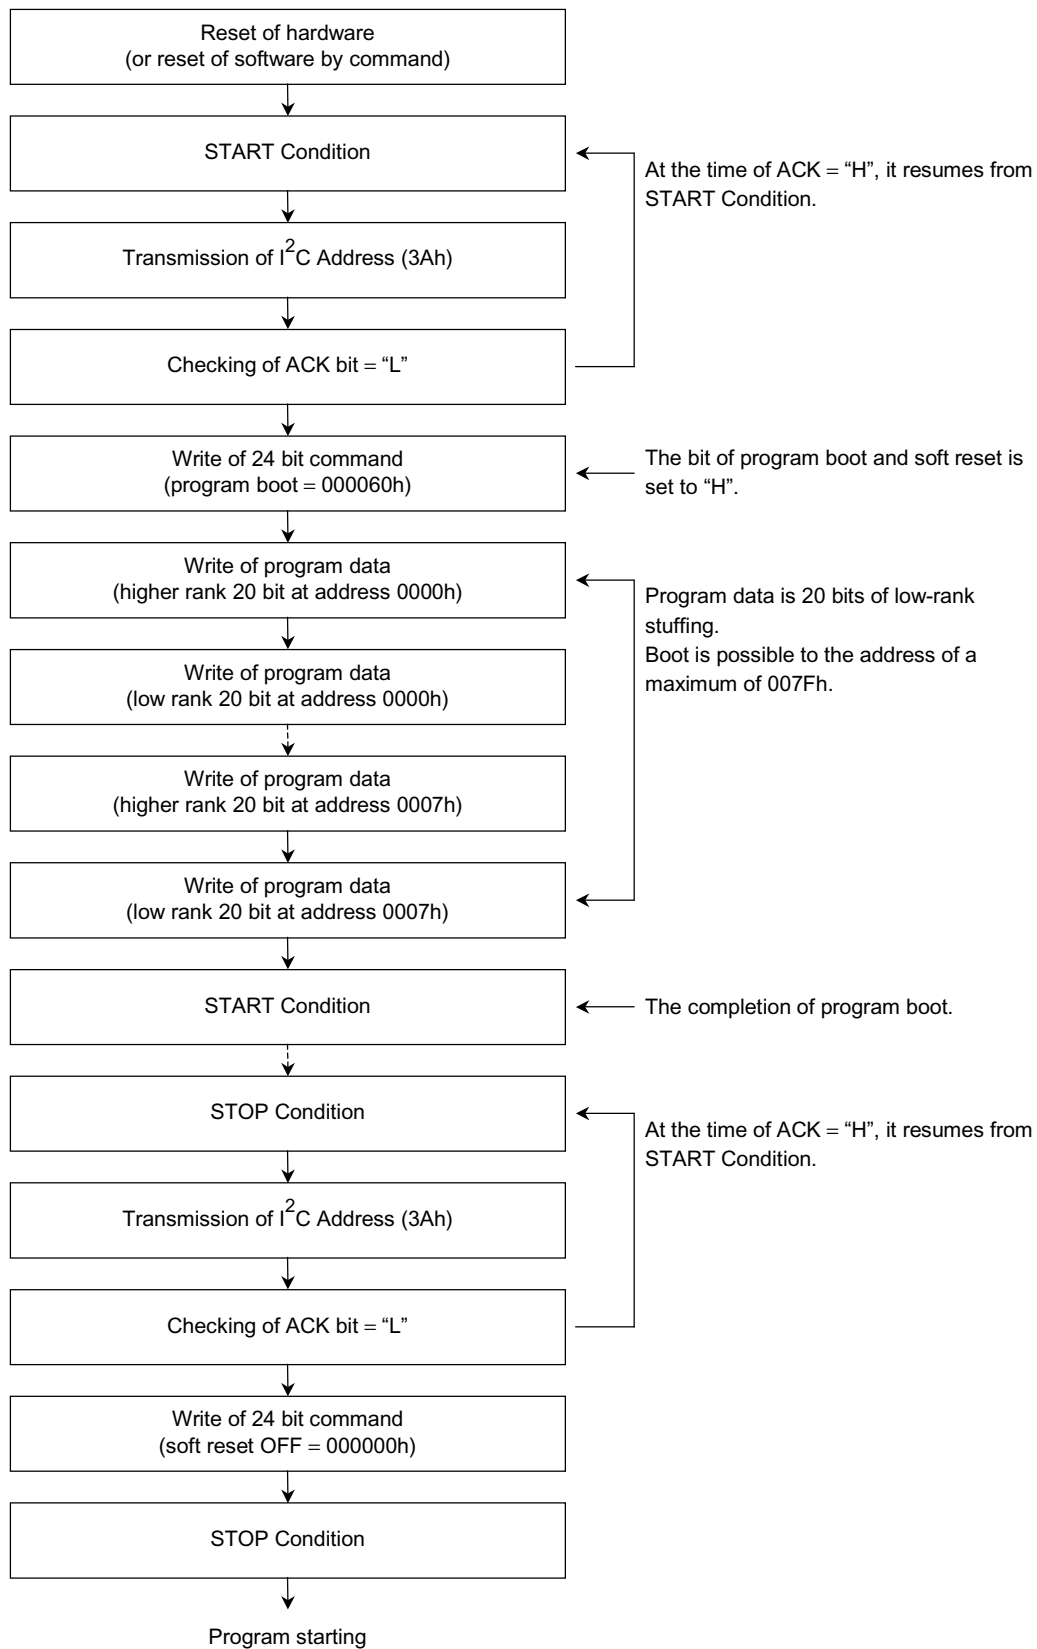 Reset of hardware
(or reset of software by command)
START Condition
At the time of ACK = “H”, it resumes from
START Condition.
Transmission of I²C Address (3Ah)
Checking of ACK bit = “L”
Write of 24 bit command
(program boot = 000060h)
The bit of program boot and soft reset is
set to “H”.
Write of program data
(higher rank 20 bit at address 0000h)
Program data is 20 bits of low-rank
stuffing.
Boot is possible to the address of a
maximum of 007Fh.
Write of program data
(low rank 20 bit at address 0000h)
Write of program data
(higher rank 20 bit at address 0007h)
Write of program data
(low rank 20 bit at address 0007h)
START Condition
The completion of program boot.
STOP Condition
At the time of ACK = “H”, it resumes from
START Condition.
Transmission of I²C Address (3Ah)
Checking of ACK bit = “L”
Write of 24 bit command
(soft reset OFF = 000000h)
STOP Condition
Program starting